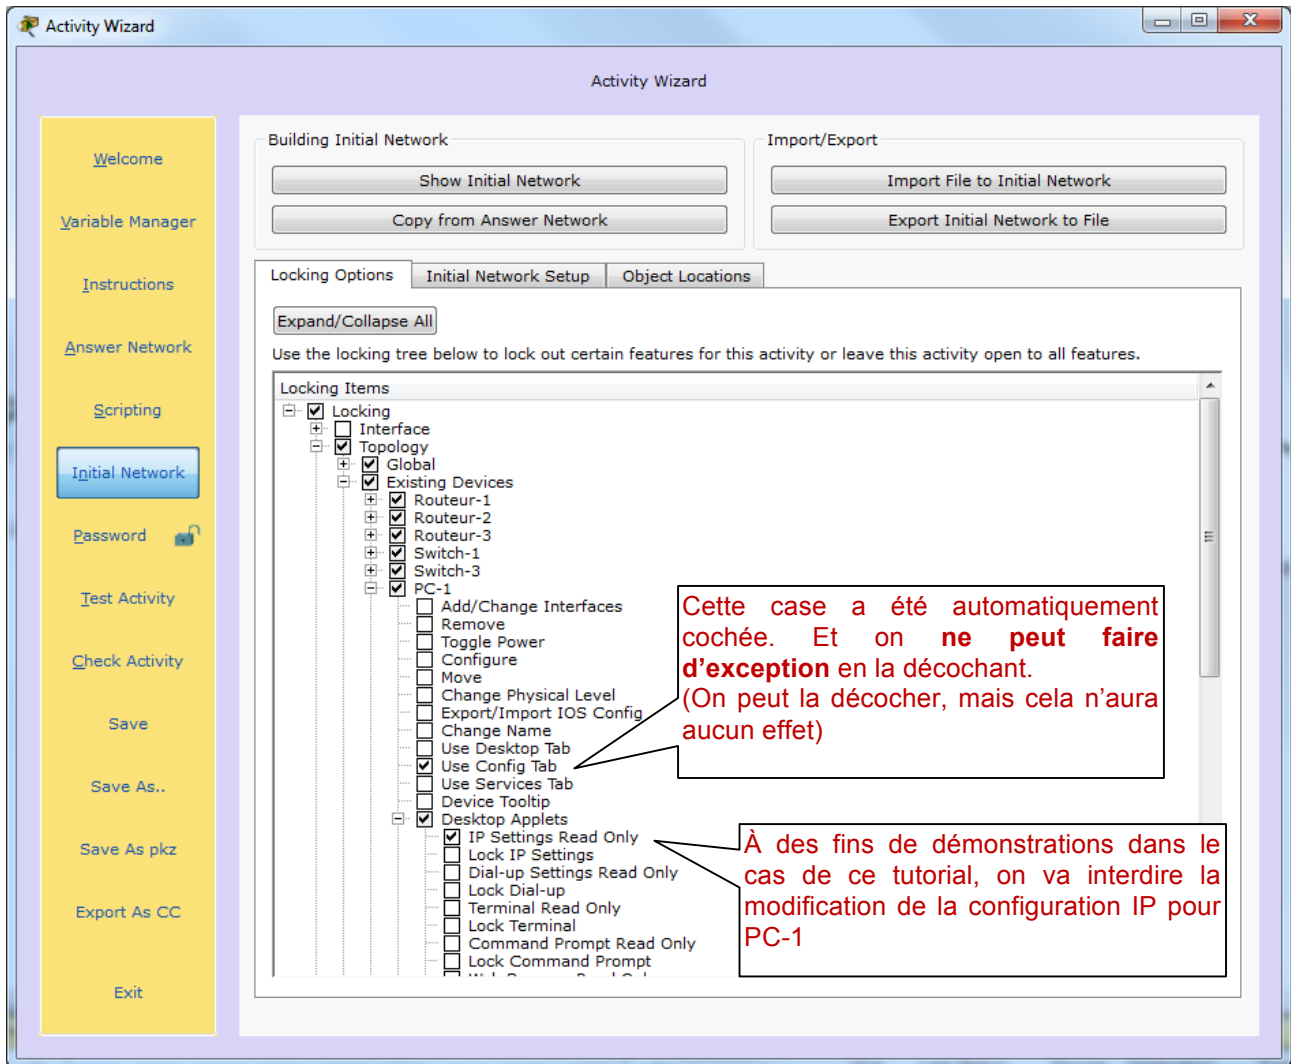 Activity Wizard
Activity Wizard
Welcome
Variable Manager
Instructions
Answer Network
Scripting
Initial Network
Password
Test Activity
Check Activity
Save
Save As..
Save As pkz
Export As CC
Exit
Building Initial Network
Show Initial Network
Copy from Answer Network
Import/Export
Import File to Initial Network
Export Initial Network to File
Locking Options
Initial Network Setup
Object Locations
Expand/Collapse All
Use the locking tree below to lock out certain features for this activity or leave this activity open to all features.
Locking Items
Locking
Interface
Topology
Global
Existing Devices
Routeur-1
Routeur-2
Routeur-3
Switch-1
Switch-3
PC-1
Add/Change Interfaces
Remove
Toggle Power
Configure
Move
Change Physical Level
Export/Import IOS Config
Change Name
Use Desktop Tab
Use Config Tab
Use Services Tab
Device Tooltip
Desktop Applets
IP Settings Read Only
Lock IP Settings
Dial-up Settings Read Only
Lock Dial-up
Terminal Read Only
Lock Terminal
Command Prompt Read Only
Lock Command Prompt
Cette case a été automatiquement
cochée. Et on ne peut faire
d'exception en la décochant.
(On peut la décocher, mais cela n'aura
aucun effet)
À des fins de démonstrations dans le
cas de ce tutorial, on va interdire la
modification de la configuration IP pour
PC-1